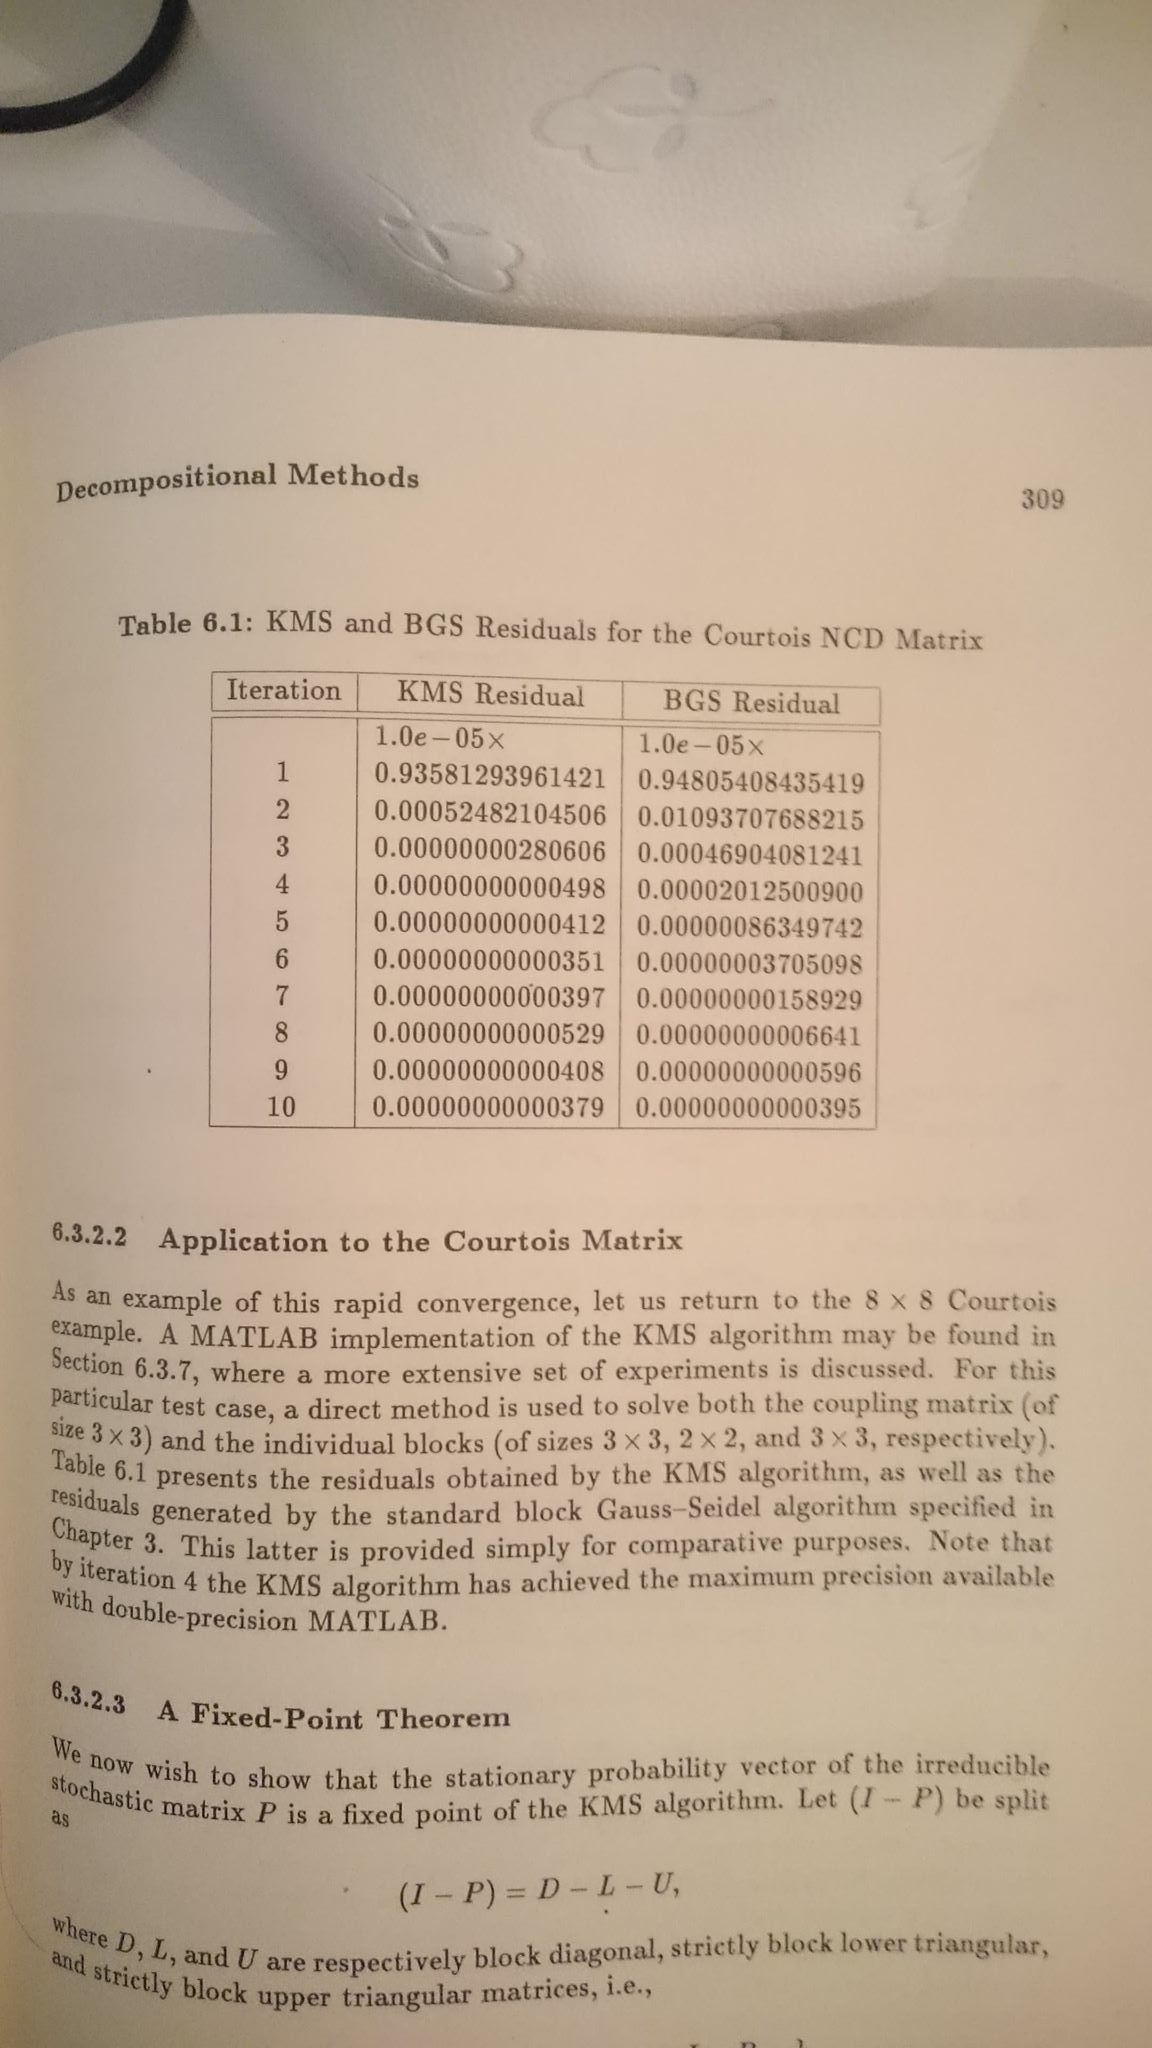 Decompositional Methods
309
Table 6.1: KMS and BGS Residuals for the Courtois NCD Matrix
Iteration KMS Residual BGS Residual
1.0e−05× 1.0e−05×
1 0.93581293961421 0.94805408435419
2 0.00052482104506 0.01093707688215
3 0.00000000280606 0.00046904081241
4 0.00000000000498 0.00002012500900
5 0.00000000000412 0.00000086349742
6 0.00000000000351 0.00000003705098
7 0.00000000000397 0.00000000158929
8 0.00000000000529 0.00000000006641
9 0.00000000000408 0.00000000000596
10 0.00000000000379 0.00000000000395
6.3.2.2 Application to the Courtois Matrix
As an example of this rapid convergence, let us return to the 8 × 8 Courtois
example. A MATLAB implementation of the KMS algorithm may be found in
Section 6.3.7, where a more extensive set of experiments is discussed. For this
particular test case, a direct method is used to solve both the coupling matrix (of
size 3 × 3) and the individual blocks (of sizes 3 × 3, 2 × 2, and 3 × 3, respectively).
Table 6.1 presents the residuals obtained by the KMS algorithm, as well as the
residuals generated by the standard block Gauss–Seidel algorithm specified in
Chapter 3. This latter is provided simply for comparative purposes. Note that
by iteration 4 the KMS algorithm has achieved the maximum precision available
with double-precision MATLAB.
6.3.2.3 A Fixed-Point Theorem
We now wish to show that the stationary probability vector of the irreducible
stochastic matrix P is a fixed point of the KMS algorithm. Let (I − P) be split
as
(I − P) = D − L − U,
where D, L, and U are respectively block diagonal, strictly block lower triangular,
and strictly block upper triangular matrices, i.e.,